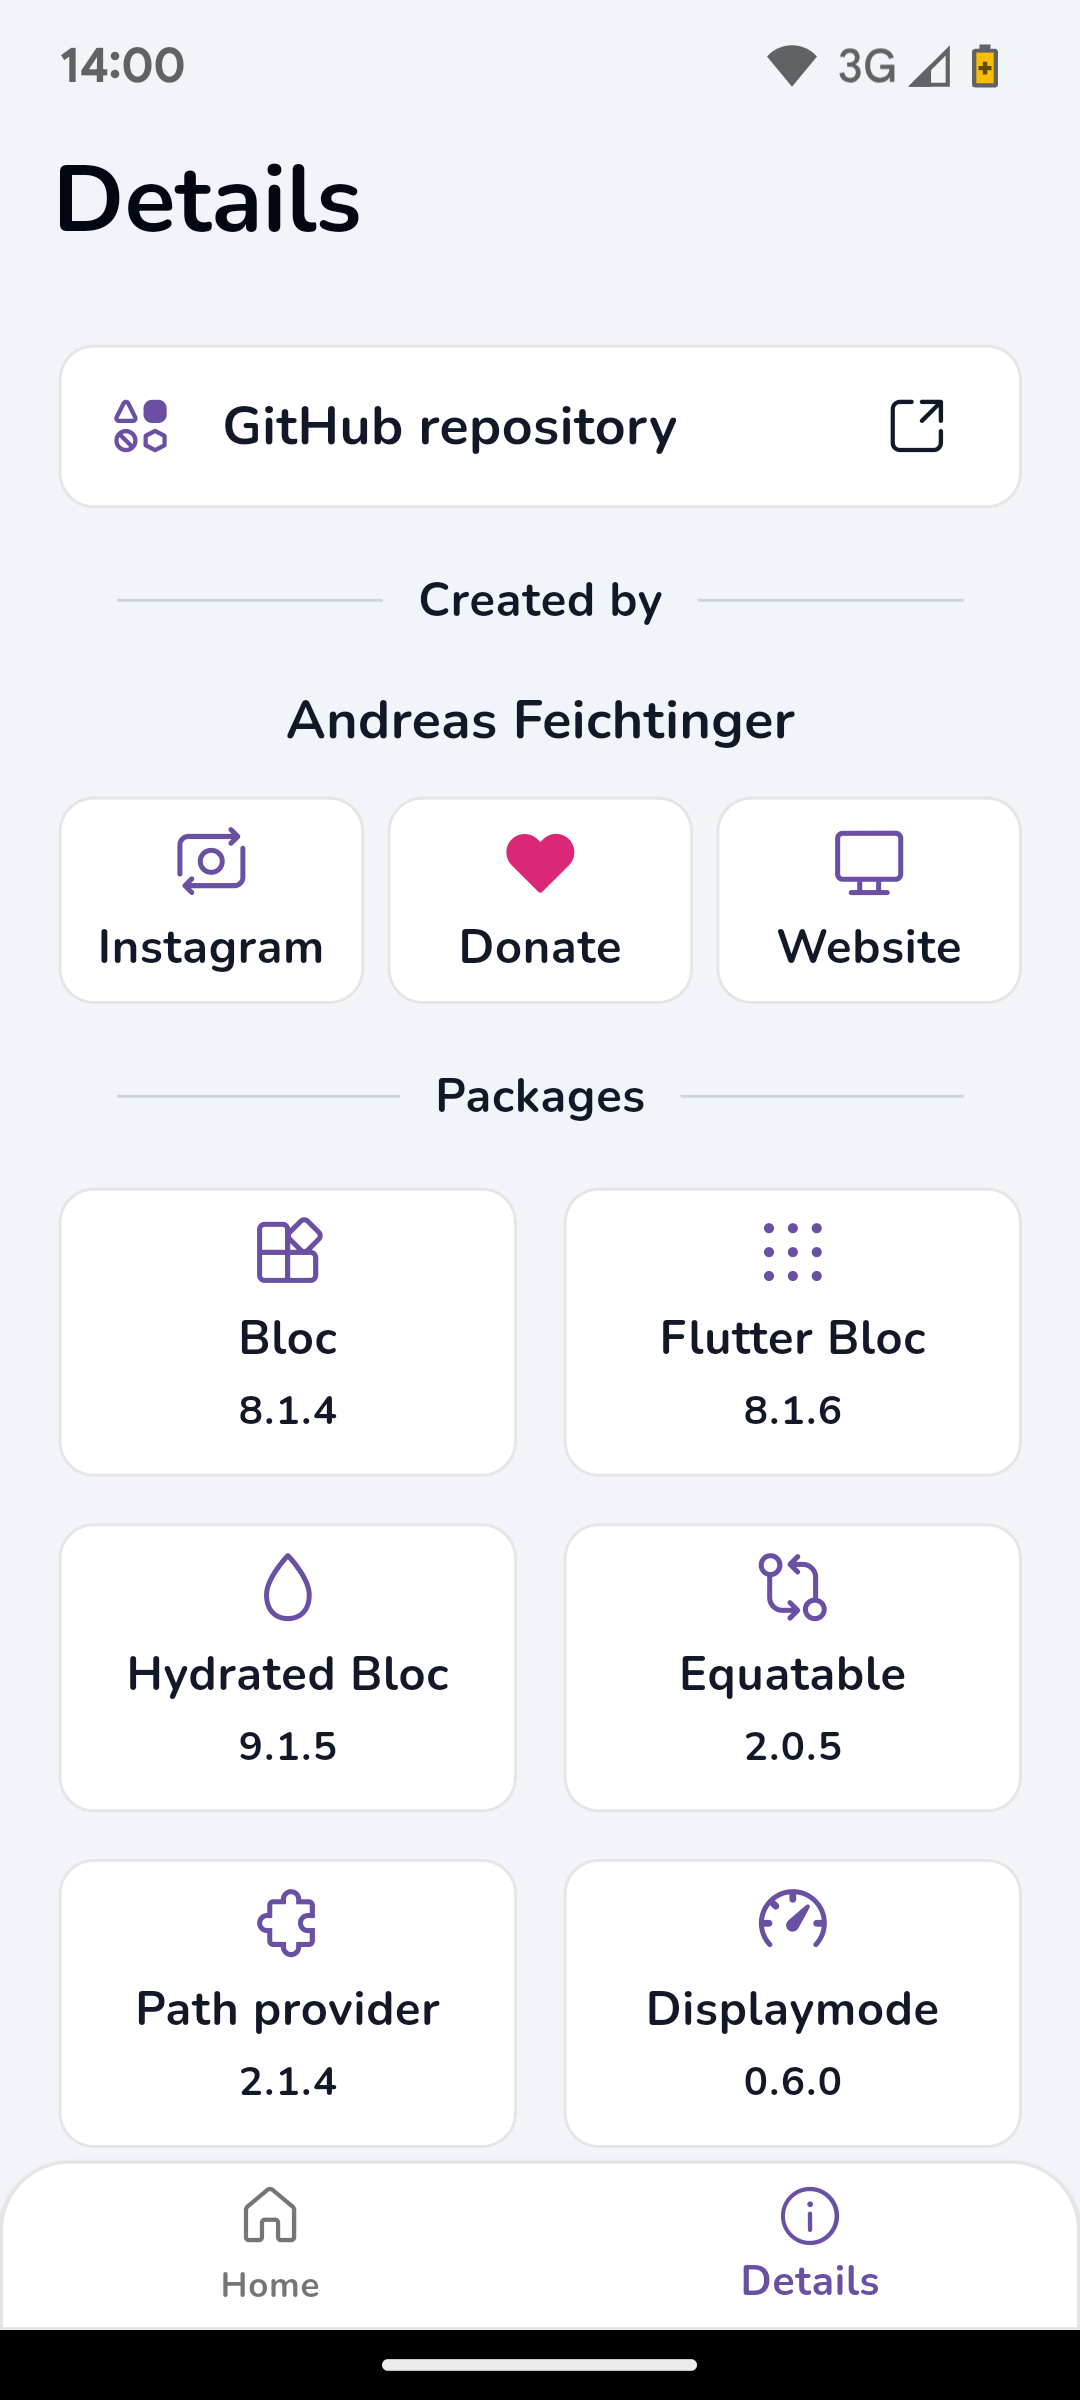 14:00 3G
Details
GitHub repository
Created by
Andreas Feichtinger
Instagram Donate Website
Packages
Bloc Flutter Bloc
8.1.4 8.1.6
Hydrated Bloc Equatable
9.1.5 2.0.5
Path provider Displaymode
2.1.4 0.6.0
Home Details